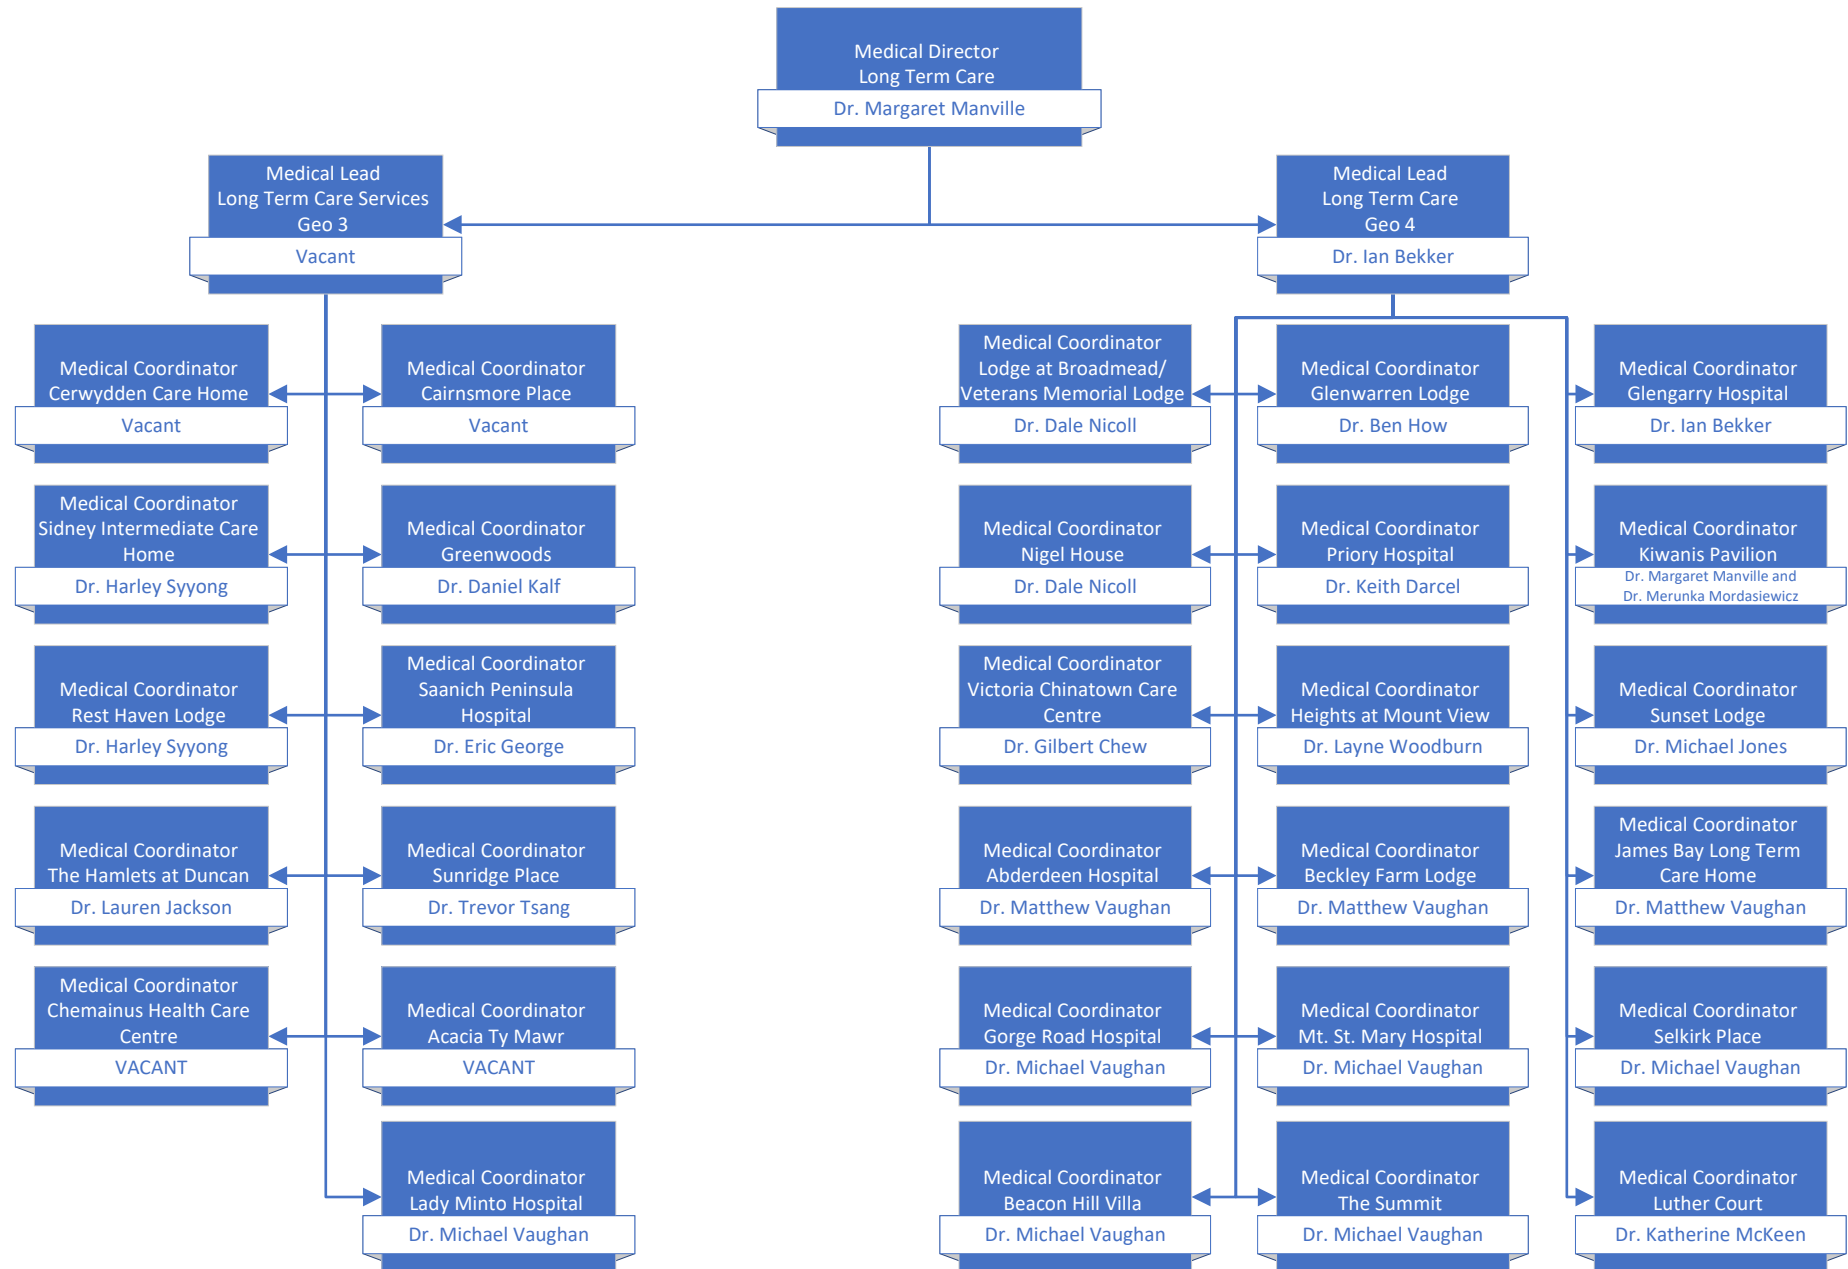 Medical Director
Long Term Care
Dr. Margaret Manville
Medical Lead
Long Term Care Services
Geo 3
Vacant
Medical Lead
Long Term Care
Geo 4
Dr. Ian Bekker
Medical Coordinator
Cerwydden Care Home
Vacant
Medical Coordinator
Cairnsmore Place
Vacant
Medical Coordinator
Lodge at Broadmead/
Veterans Memorial Lodge
Dr. Dale Nicoll
Medical Coordinator
Glenwarren Lodge
Dr. Ben How
Medical Coordinator
Glengarry Hospital
Dr. Ian Bekker
Medical Coordinator
Sidney Intermediate Care
Home
Dr. Harley Syyong
Medical Coordinator
Greenwoods
Dr. Daniel Kalf
Medical Coordinator
Nigel House
Dr. Dale Nicoll
Medical Coordinator
Priory Hospital
Dr. Keith Darcel
Medical Coordinator
Kiwanis Pavilion
Dr. Margaret Manville and
Dr. Merunka Mordasiewicz
Medical Coordinator
Rest Haven Lodge
Dr. Harley Syyong
Medical Coordinator
Saanich Peninsula
Hospital
Dr. Eric George
Medical Coordinator
Victoria Chinatown Care
Centre
Dr. Gilbert Chew
Medical Coordinator
Heights at Mount View
Dr. Layne Woodburn
Medical Coordinator
Sunset Lodge
Dr. Michael Jones
Medical Coordinator
The Hamlets at Duncan
Dr. Lauren Jackson
Medical Coordinator
Sunridge Place
Dr. Trevor Tsang
Medical Coordinator
Abderdeen Hospital
Dr. Matthew Vaughan
Medical Coordinator
Beckley Farm Lodge
Dr. Matthew Vaughan
Medical Coordinator
James Bay Long Term
Care Home
Dr. Matthew Vaughan
Medical Coordinator
Chemainus Health Care
Centre
VACANT
Medical Coordinator
Acacia Ty Mawr
VACANT
Medical Coordinator
Gorge Road Hospital
Dr. Michael Vaughan
Medical Coordinator
Mt. St. Mary Hospital
Dr. Michael Vaughan
Medical Coordinator
Selkirk Place
Dr. Michael Vaughan
Medical Coordinator
Lady Minto Hospital
Dr. Michael Vaughan
Medical Coordinator
Beacon Hill Villa
Dr. Michael Vaughan
Medical Coordinator
The Summit
Dr. Michael Vaughan
Medical Coordinator
Luther Court
Dr. Katherine McKeen